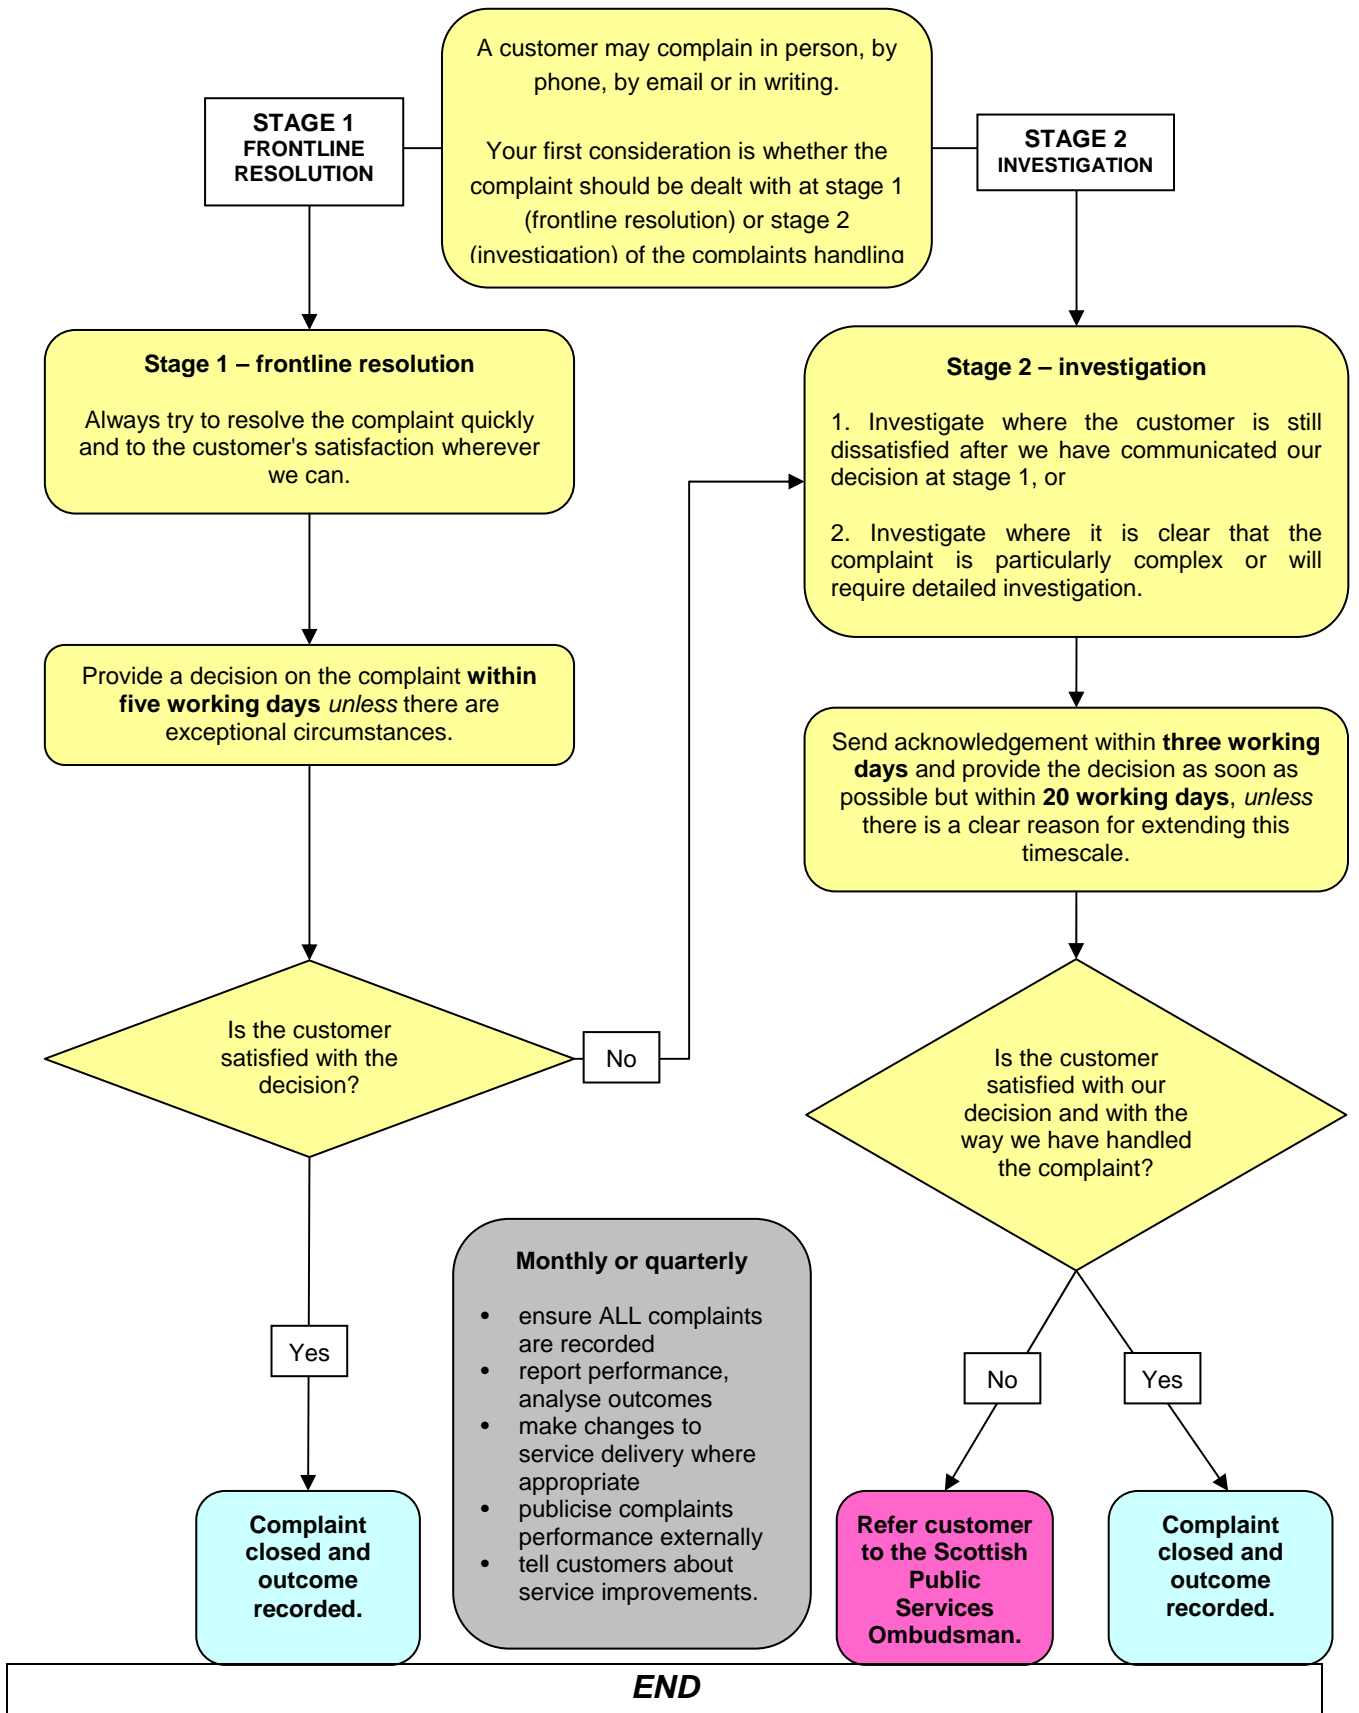 A customer may complain in person, by
phone, by email or in writing.
Your first consideration is whether the
complaint should be dealt with at stage 1
(frontline resolution) or stage 2
(investigation) of the complaints handling
STAGE 1
FRONTLINE
RESOLUTION
STAGE 2
INVESTIGATION
Stage 1 – frontline resolution
Always try to resolve the complaint quickly
and to the customer's satisfaction wherever
we can.
Provide a decision on the complaint within
five working days unless there are
exceptional circumstances.
Is the customer
satisfied with the
decision?
No
Yes
Complaint
closed and
outcome
recorded.
Stage 2 – investigation
1. Investigate where the customer is still
dissatisfied after we have communicated our
decision at stage 1, or
2. Investigate where it is clear that the
complaint is particularly complex or will
require detailed investigation.
Send acknowledgement within three working
days and provide the decision as soon as
possible but within 20 working days, unless
there is a clear reason for extending this
timescale.
Is the customer
satisfied with our
decision and with the
way we have handled
the complaint?
No
Yes
Refer customer
to the Scottish
Public
Services
Ombudsman.
Complaint
closed and
outcome
recorded.
Monthly or quarterly
• ensure ALL complaints
are recorded
• report performance,
analyse outcomes
• make changes to
service delivery where
appropriate
• publicise complaints
performance externally
• tell customers about
service improvements.
END